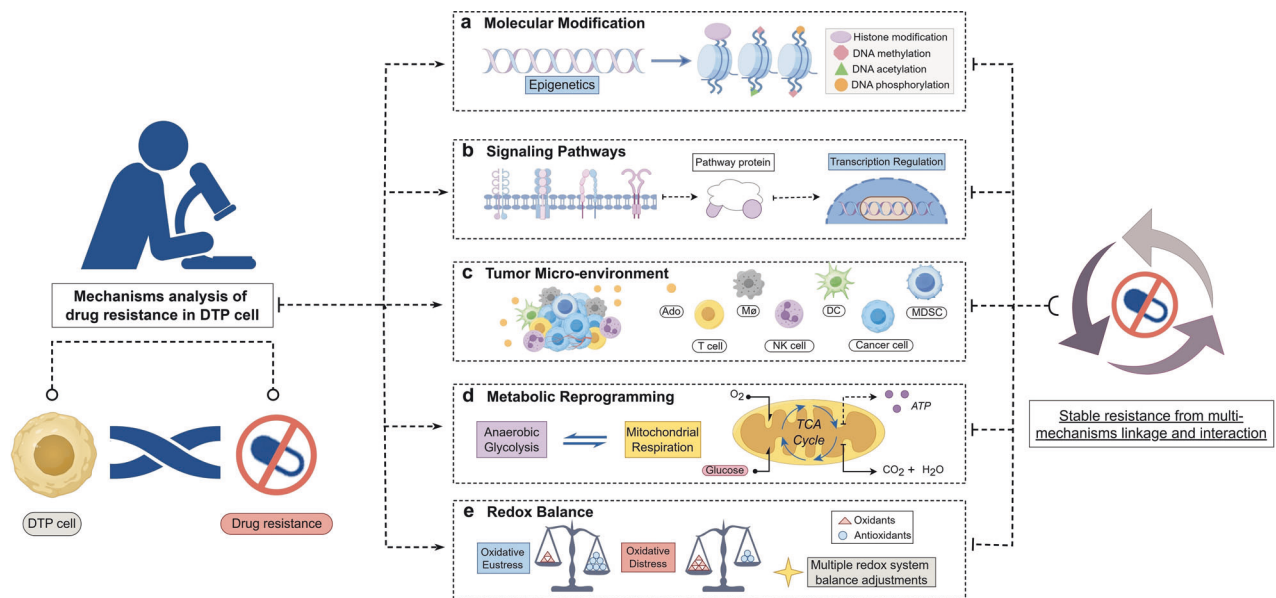 Mechanisms analysis of
drug resistance in DTP cell
DTP cell
Drug resistance
a Molecular Modification
Epigenetics
Histone modification
DNA methylation
DNA acetylation
DNA phosphorylation
b Signaling Pathways
Pathway protein
Transcription Regulation
c Tumor Micro-environment
Ado
Mø
DC
MDSC
T cell
NK cell
Cancer cell
d Metabolic Reprogramming
Anaerobic
Glycolysis
Mitochondrial
Respiration
O2
TCA
Cycle
ATP
Glucose
CO2 + H2O
e Redox Balance
Oxidative
Eustress
Oxidative
Distress
Oxidants
Antioxidants
Multiple redox system
balance adjustments
Stable resistance from multi-
mechanisms linkage and interaction